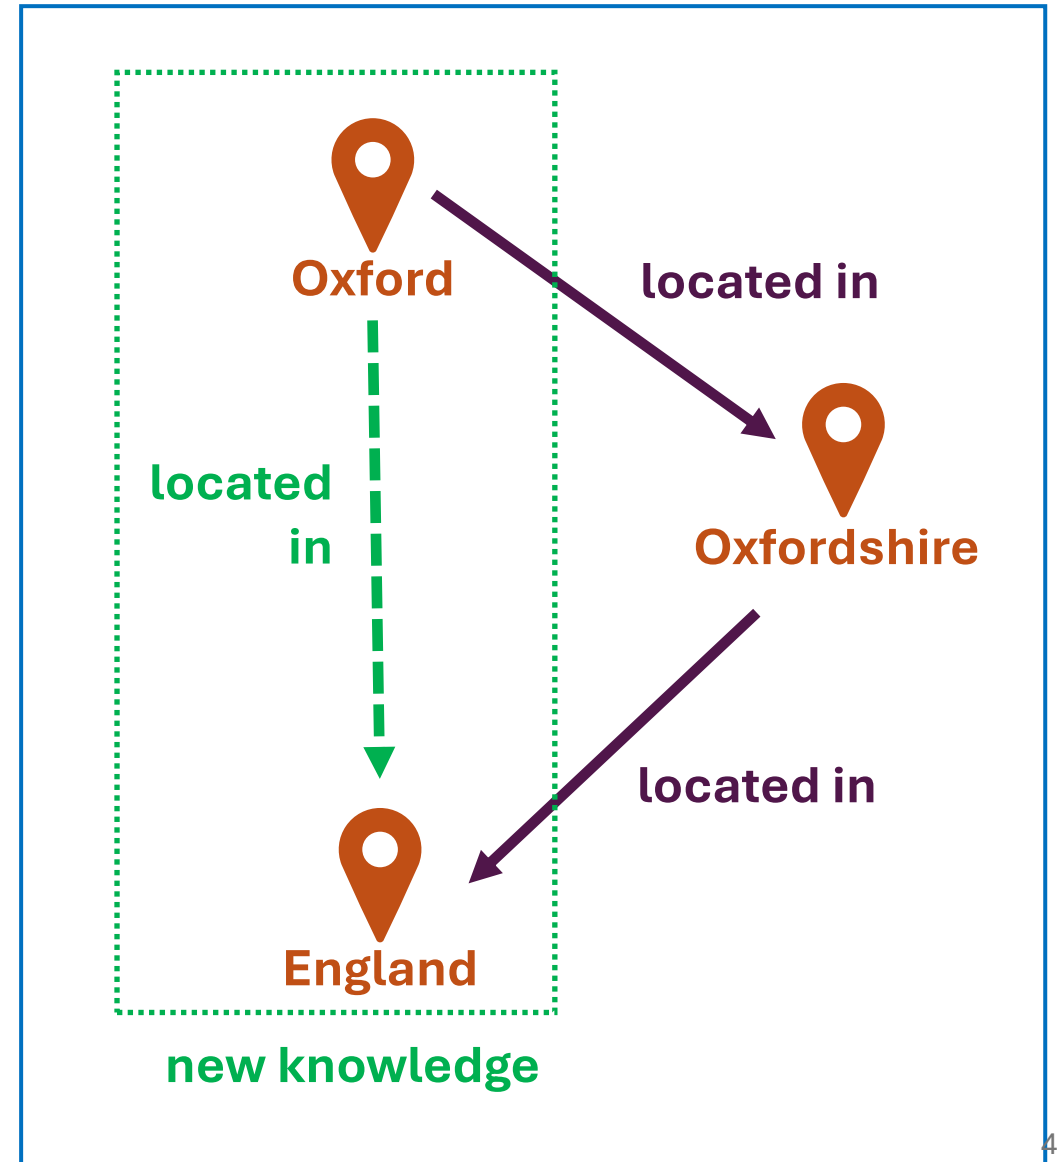 Oxford
located in
located
in
Oxfordshire
located in
England
new knowledge
4